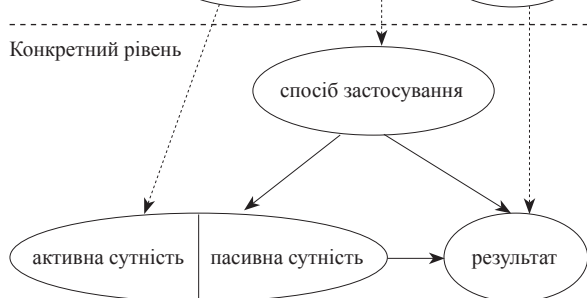 Конкретний рівень
спосіб застосування
активна сутність
пасивна сутність
результат